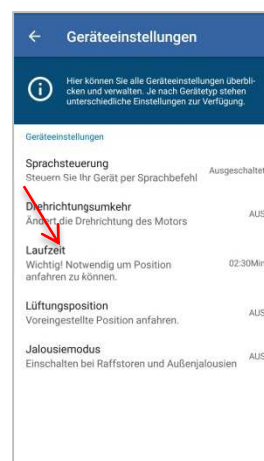 Geräteeinstellungen
Hier können Sie alle Geräteeinstellungen überbli-
cken und verwalten. Je nach Gerätetyp stehen
unterschiedliche Einstellungen zur Verfügung.
Geräteeinstellungen
Sprachsteuerung
Steuern Sie Ihr Gerät per Sprachbefehl
Ausgeschaltet
Drehrichtungsumkehr
Ändert die Drehrichtung des Motors
AUS
Laufzeit
Wichtig! Notwendig um Position
anfahren zu können.
02:30Min
Lüftungsposition
Voreingestellte Position anfahren.
AUS
Jalousiemodus
Einschalten bei Raffstoren und Außenjalousien
AUS